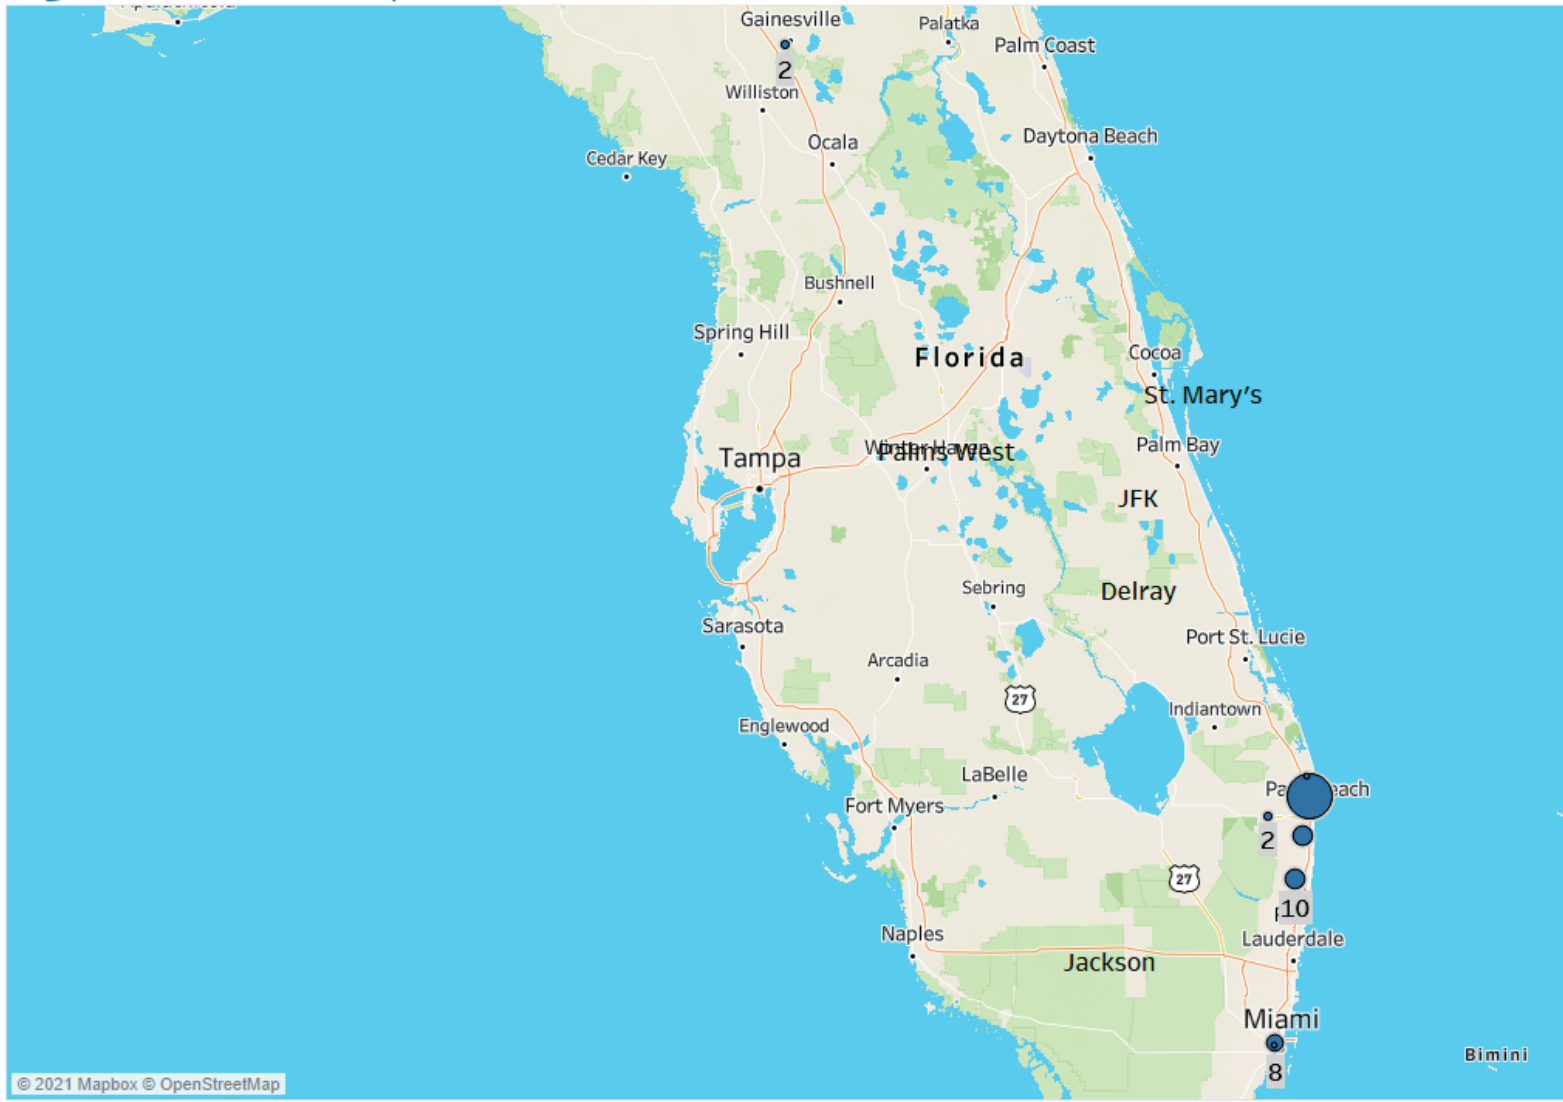 Gainesville
Palatka
Palm Coast
2
Williston
Daytona Beach
Ocala
Cedar Key
Bushnell
Spring Hill
Florida
Cocoa
St. Mary's
Palm Bay
Palms West
Tampa
JFK
Sebring
Delray
Sarasota
Port St. Lucie
Arcadia
27
Indiantown
Englewood
LaBelle
Fort Myers
2
27
10
Naples
Lauderdale
Jackson
Miami
Bimini
8
© 2021 Mapbox © OpenStreetMap